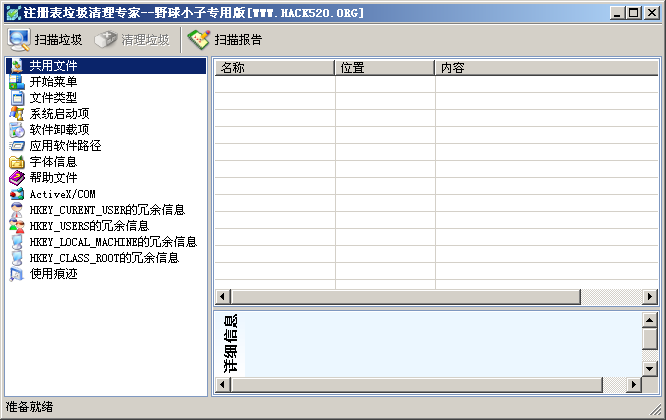 注册表垃圾清理专家--野球小子专用版[WWW.HACK520.ORG]
扫描垃圾 清理垃圾 扫描报告
共用文件
开始菜单
文件类型
系统启动项
软件卸载项
应用软件路径
字体信息
帮助文件
ActiveX/COM
HKEY_CURENT_USER的冗余信息
HKEY_USERS的冗余信息
HKEY_LOCAL_MACHINE的冗余信息
HKEY_CLASS_ROOT的冗余信息
使用痕迹
名称 位置 内容
详细信息
准备就绪